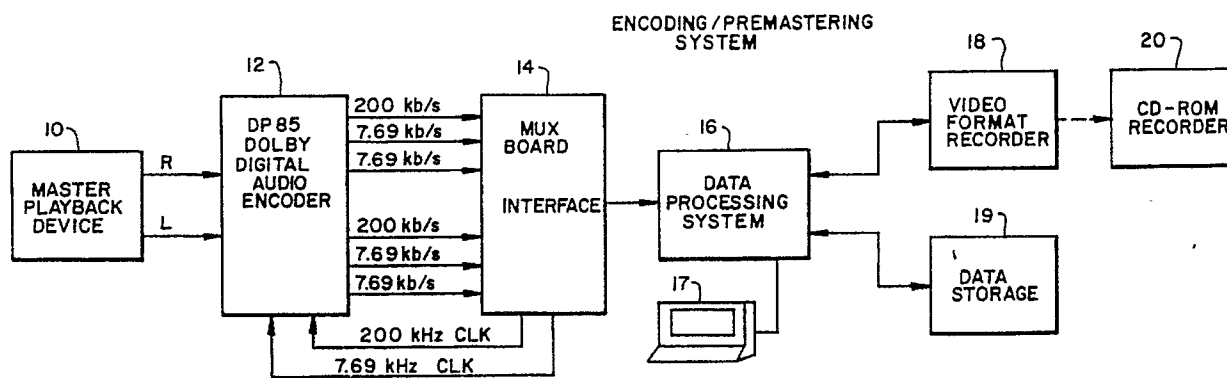 ENCODING/PREMASTERING
SYSTEM
10
MASTER
PLAYBACK
DEVICE
R
L
12
DP 85
DOLBY
DIGITAL
AUDIO
ENCODER
200 kb/s
7.69 kb/s
7.69 kb/s
200 kb/s
7.69 kb/s
7.69 kb/s
200 kHz CLK
7.69 kHz CLK
14
MUX
BOARD
INTERFACE
16
DATA
PROCESSING
SYSTEM
17
18
VIDEO
FORMAT
RECORDER
20
CD-ROM
RECORDER
19
DATA
STORAGE